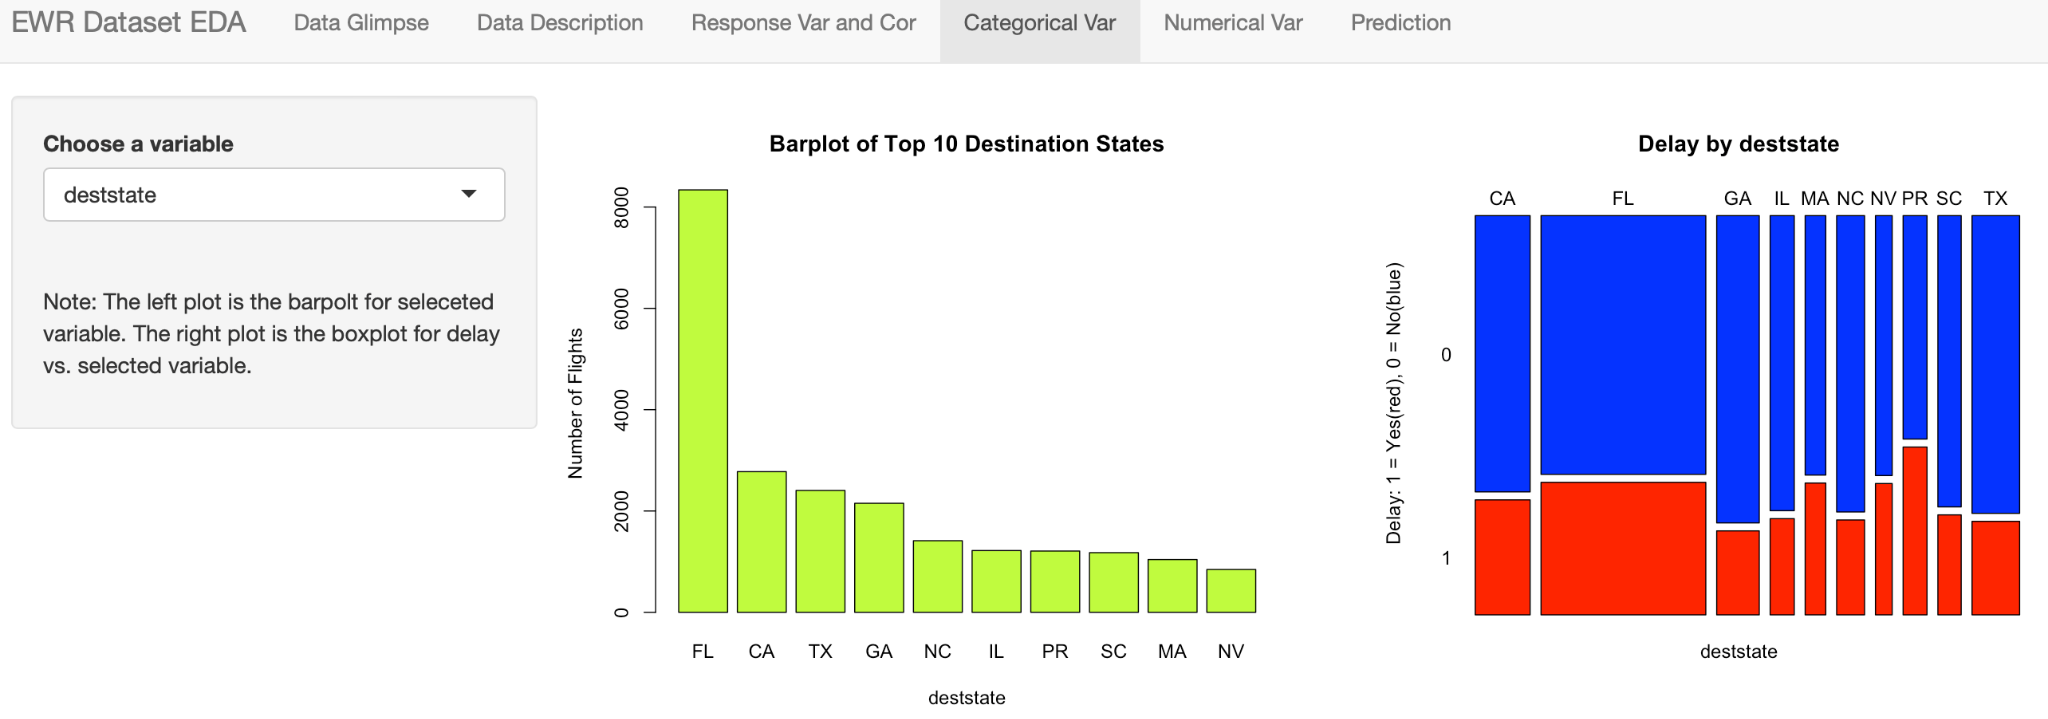 EWR Dataset EDA Data Glimpse Data Description Response Var and Cor Categorical Var Numerical Var Prediction
Choose a variable
deststate
Note: The left plot is the barpolt for seleceted
variable. The right plot is the boxplot for delay
vs. selected variable.
Barplot of Top 10 Destination States
Number of Flights
8000
6000
4000
2000
0
FL CA TX GA NC IL PR SC MA NV
deststate
Delay by deststate
CA FL GA IL MA NC NV PR SC TX
Delay: 1 = Yes(red), 0 = No(blue)
0
1
deststate